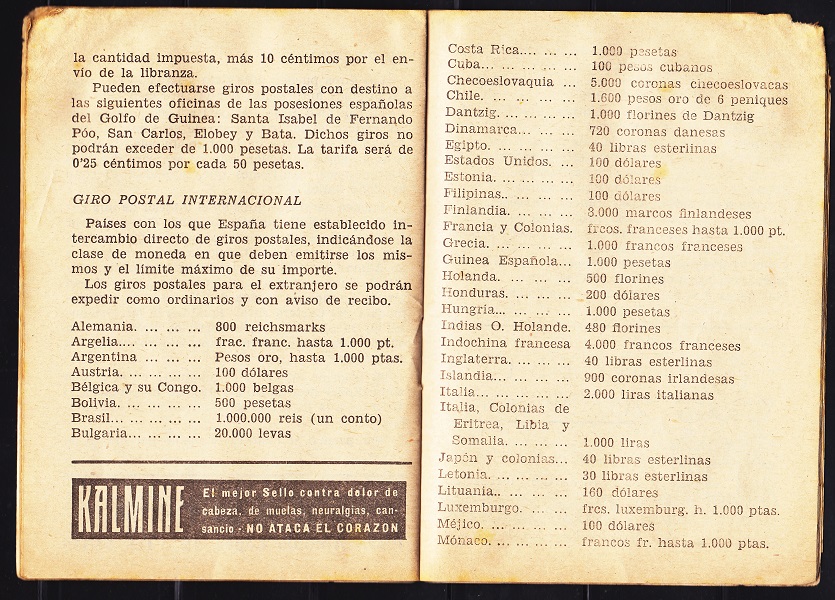 la cantidad impuesta, más 10 céntimos por el en-
vío de la libranza.
Pueden efectuarse giros postales con destino a
las siguientes oficinas de las posesiones españolas
del Golfo de Guinea: Santa Isabel de Fernando
Póo, San Carlos, Elobey y Bata. Dichos giros no
podrán exceder de 1.000 pesetas. La tarifa será de
0'25 céntimos por cada 50 pesetas.
GIRO POSTAL INTERNACIONAL
Países con los que España tiene establecido in-
tercambio directo de giros postales, indicándose la
clase de moneda en que deben emitirse los mis-
mos y el límite máximo de su importe.
Los giros postales para el extranjero se podrán
expedir como ordinarios y con aviso de recibo.
Alemania. ... ... ... 800 reichsmarks
Argelia.... ... ... ... frac. franc. hasta 1.000 pt.
Argentina ... ... ... Pesos oro, hasta 1.000 ptas.
Austria. ... ... ... ... 100 dólares
Bélgica y su Congo. 1.000 belgas
Bolivia. ... ... ... ... 500 pesetas
Brasil... ... ... ... ... 1.000.000 reis (un conto)
Bulgaria... ... ... ... 20.000 levas
KALMINE
El mejor Sello contra dolor de
cabeza, de muelas, neuralgias, can-
sancio - NO ATACA EL CORAZON
Costa Rica.... ... ... 1.000 pesetas
Cuba... ... ... ... ... 100 pesos cubanos
Checoeslovaquia ... 5.000 coronas checoeslovacas
Chile. ... ... ... ... 1.600 pesos oro de 6 peniques
Dantzig. ... ... ... ... 1.000 florines de Dantzig
Dinamarca... ... ... 720 coronas danesas
Egipto. ... ... ... ... 40 libras esterlinas
Estados Unidos. ... 100 dólares
Estonia. ... ... ... ... 100 dólares
Filipinas.. ... ... ... 100 dólares
Finlandia. ... ... ... 3.000 marcos finlandeses
Francia y Colonias. frcos. franceses hasta 1.000 pt.
Grecia. ... ... ... ... 1.000 francos franceses
Guinea Española... 1.000 pesetas
Holanda. ... ... ... 500 florines
Honduras. ... ... ... 200 dólares
Hungría... ... ... ... 1.000 pesetas
Indias O. Holande. 480 florines
Indochina francesa 4.000 francos franceses
Inglaterra. ... ... ... 40 libras esterlinas
Islandia... ... ... ... 900 coronas irlandesas
Italia... ... ... ... ... 2.000 liras italianas
Italia, Colonias de
Eritrea, Libia y
Somalia. ... ... ... 1.000 liras
Japón y colonias... 40 libras esterlinas
Letonia. ... ... ... ... 30 libras esterlinas
Lituania.. ... ... ... 160 dólares
Luxemburgo. ... ... frcs. luxemburg. h. 1.000 ptas.
Méjico. ... ... ... ... 100 dólares
Mónaco. ... ... ... ... francos fr. hasta 1.000 ptas.